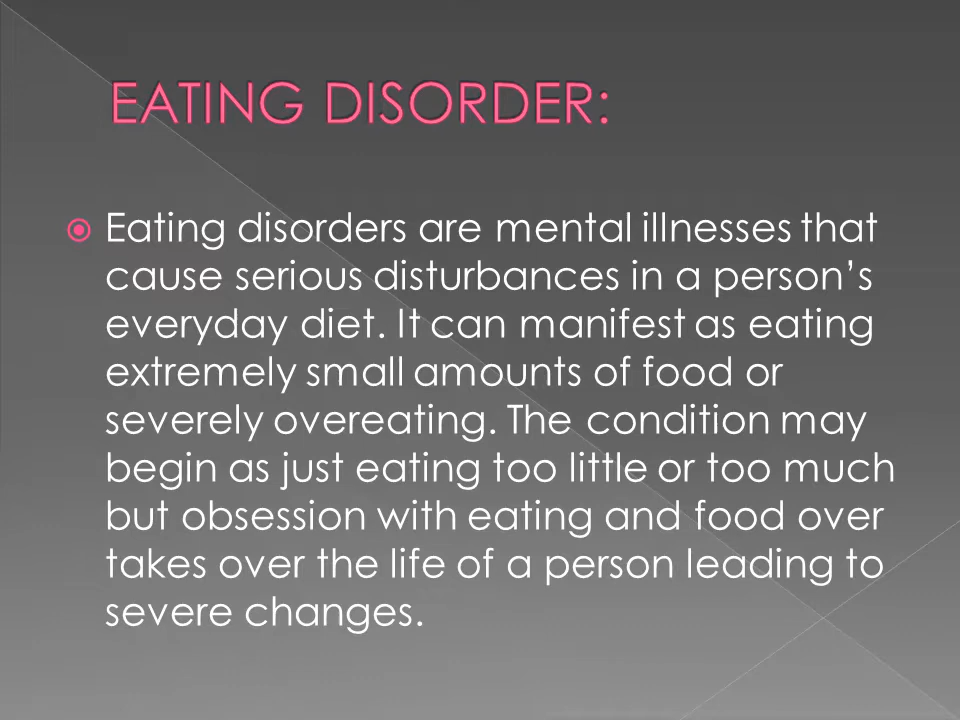 EATING DISORDER:
Eating disorders are mental illnesses that
cause serious disturbances in a person’s
everyday diet. It can manifest as eating
extremely small amounts of food or
severely overeating. The condition may
begin as just eating too little or too much
but obsession with eating and food over
takes over the life of a person leading to
severe changes.